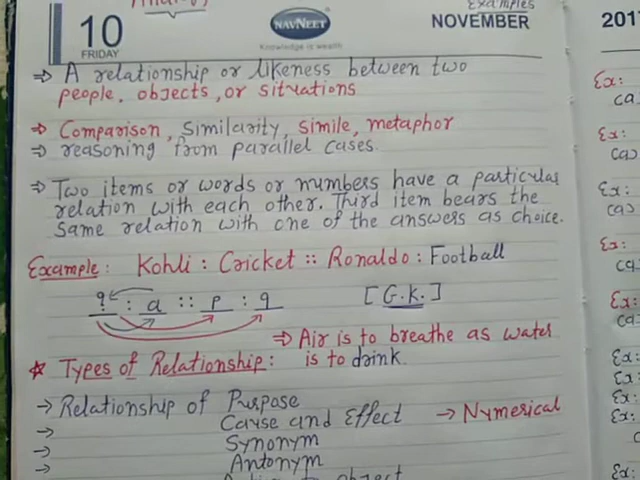 Examples
10
FRIDAY
NAVNEET
Knowledge is wealth
NOVEMBER
2017
⇒ A relationship or likeness between two
people, objects, or situations
⇒ Comparison, similarity, simile, metaphor
⇒ reasoning from parallel cases.
⇒ Two items or words or numbers have a particular
relation with each other. Third item bears the
same relation with one of the answers as choice.
Example: Kohli : Cricket :: Ronaldo : Football
? : a :: p : q [G.K.]
⇒ Air is to breathe as water
is to drink.
* Types of Relationship:
→ Relationship of Purpose
→ Cause and Effect → Numerical
→ Synonym
→ Antonym
object
Ex:
Ex:
Ex:
Ex:
Ex:
Ex:
Ex:
Ex:
Ex: